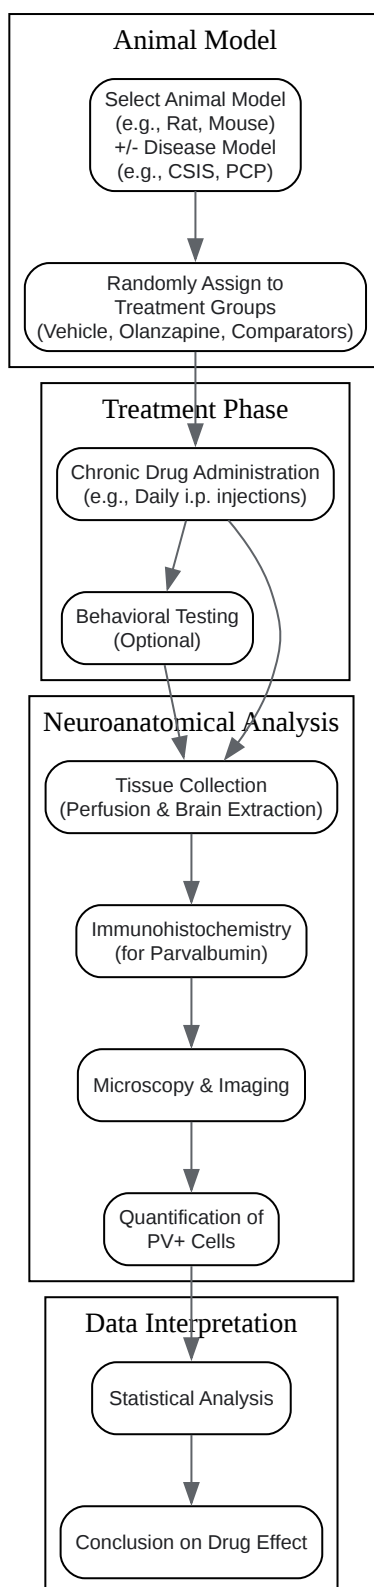 Animal Model
Select Animal Model
(e.g., Rat, Mouse)
+/- Disease Model
(e.g., CSIS, PCP)
Randomly Assign to
Treatment Groups
(Vehicle, Olanzapine, Comparators)
Treatment Phase
Chronic Drug Administration
(e.g., Daily i.p. injections)
Behavioral Testing
(Optional)
Neuroanatomical Analysis
Tissue Collection
(Perfusion & Brain Extraction)
Immunohistochemistry
(for Parvalbumin)
Microscopy & Imaging
Quantification of
PV+ Cells
Data Interpretation
Statistical Analysis
Conclusion on Drug Effect